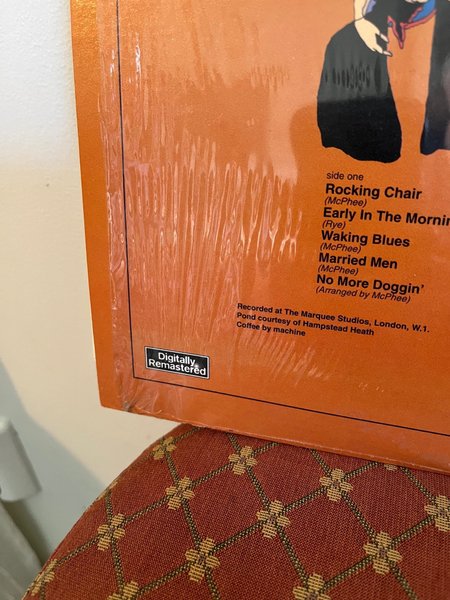 side one
Rocking Chair
(McPhee)
Early In The Mornin
(Rye)
Waking Blues
(McPhee)
Married Men
(McPhee)
No More Doggin'
(Arranged by McPhee)
Recorded at The Marquee Studios, London, W.1.
Pond courtesy of Hampstead Heath
Coffee by machine
Digitally
Remastered